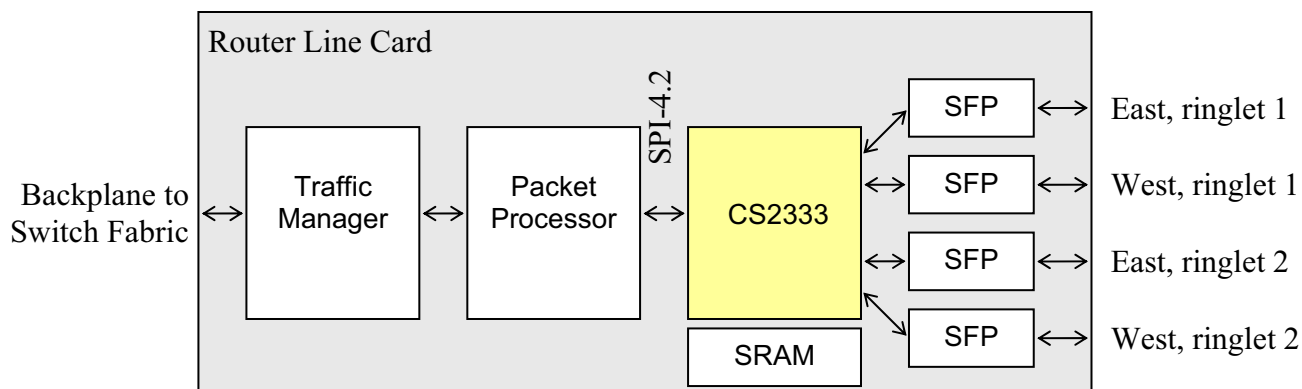 Router Line Card
Backplane to
Switch Fabric
Traffic
Manager
Packet
Processor
SPI-4.2
CS2333
SRAM
SFP
East, ringlet 1
SFP
West, ringlet 1
SFP
East, ringlet 2
SFP
West, ringlet 2